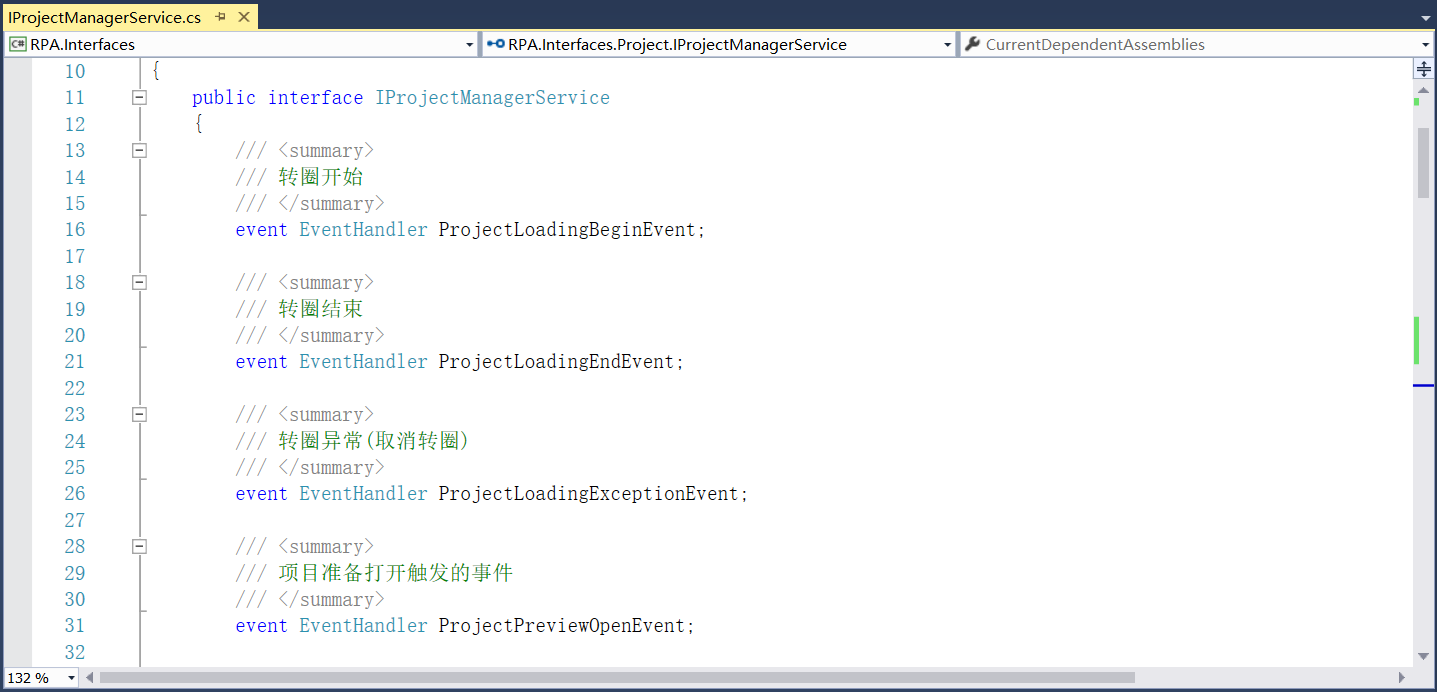 IProjectManagerService.cs
C# RPA.Interfaces
RPA.Interfaces.Project.IProjectManagerService
CurrentDependentAssemblies
10 {
11 public interface IProjectManagerService
12 {
13 /// <summary>
14 /// 转圈开始
15 /// </summary>
16 event EventHandler ProjectLoadingBeginEvent;
17
18 /// <summary>
19 /// 转圈结束
20 /// </summary>
21 event EventHandler ProjectLoadingEndEvent;
22
23 /// <summary>
24 /// 转圈异常(取消转圈)
25 /// </summary>
26 event EventHandler ProjectLoadingExceptionEvent;
27
28 /// <summary>
29 /// 项目准备打开触发的事件
30 /// </summary>
31 event EventHandler ProjectPreviewOpenEvent;
32
132 %